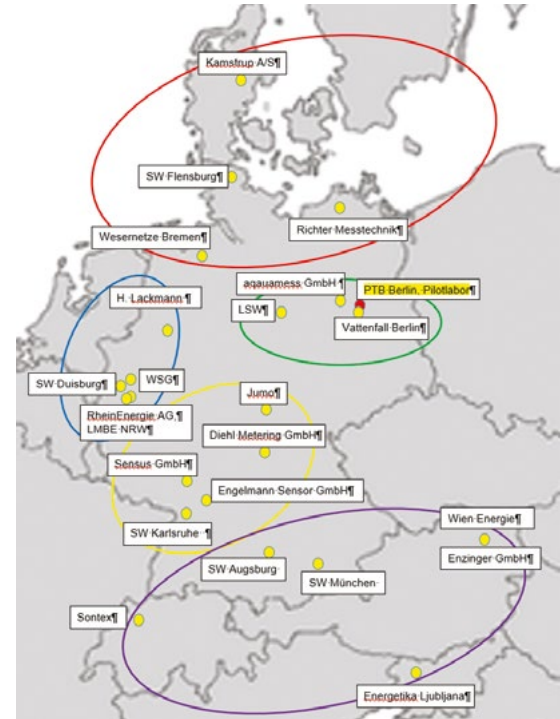 Kamstrup A/S¶
SW·Flensburg¶
Richter·Messtechnik¶
Wesernetze·Bremen¶
aqauamess·GmbH·¶
PTB·Berlin,·Pilotlabor¶
H.·Lackmann·¶
LSW¶
Vattenfall·Berlin¶
SW·Duisburg¶
WSG¶
Jumo¶
RheinEnergie·AG,¶
LMBE·NRW¶
Diehl·Metering·GmbH¶
Sensus·GmbH¶
Engelmann·Sensor·GmbH¶
Wien·Energie¶
SW·Karlsruhe·¶
Enzinger·GmbH¶
SW·Augsburg·
SW·München·
Sontex¶
Energetika·Ljubljana¶